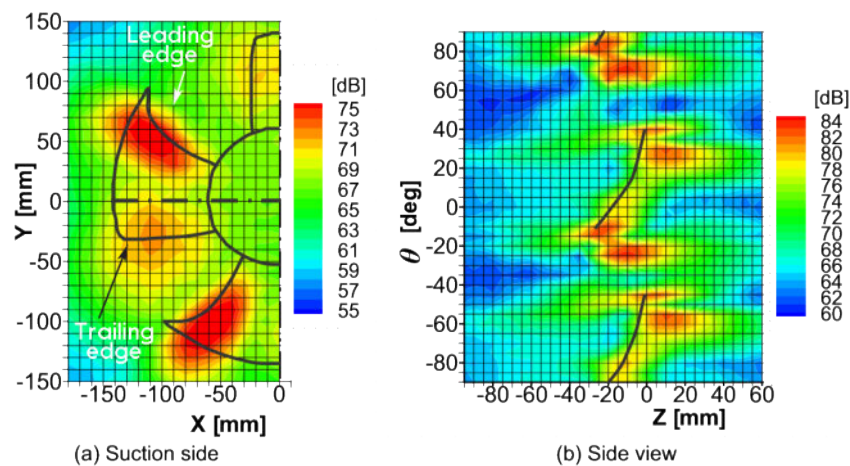 150
100
50
0
-50
-100
-150
Y [mm]
-150 -100 -50 0
X [mm]
Leading
edge
Trailing
edge
[dB]
75
73
71
69
67
65
63
61
59
57
55
(a) Suction side
80
60
40
20
0
-20
-40
-60
-80
θ [deg]
-80 -60 -40 -20 0 20 40 60
Z [mm]
[dB]
84
82
80
78
76
74
72
70
68
66
64
62
60
(b) Side view